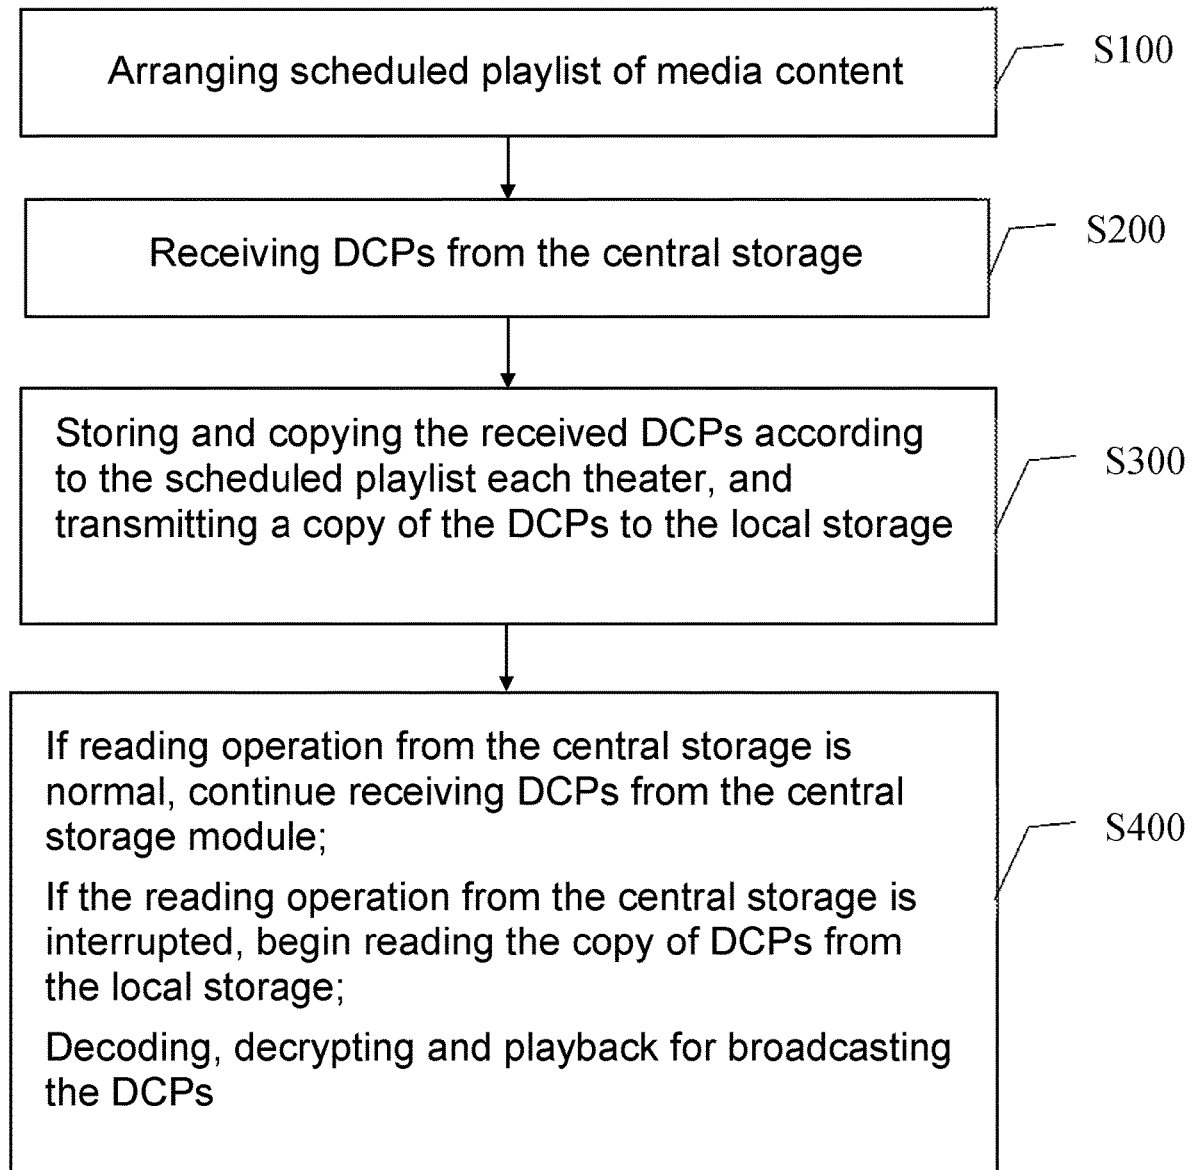 Arranging scheduled playlist of media content
S100
Receiving DCPs from the central storage
S200
Storing and copying the received DCPs according
to the scheduled playlist each theater, and
transmitting a copy of the DCPs to the local storage
S300
If reading operation from the central storage is
normal, continue receiving DCPs from the central
storage module;
If the reading operation from the central storage is
interrupted, begin reading the copy of DCPs from
the local storage;
Decoding, decrypting and playback for broadcasting
the DCPs
S400